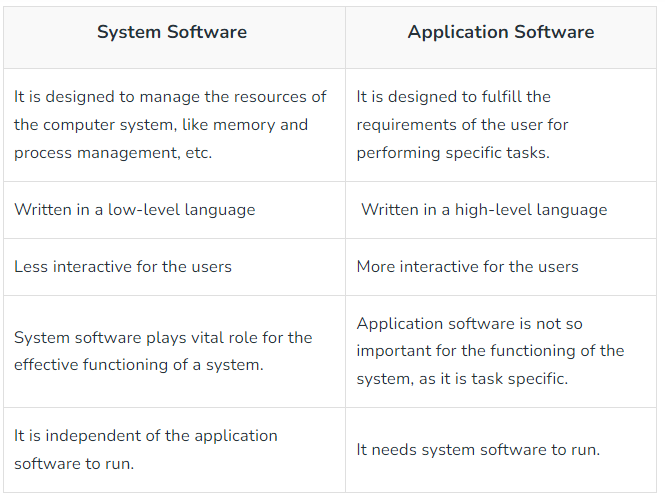 System Software
Application Software
It is designed to manage the resources of
the computer system, like memory and
process management, etc.
It is designed to fulfill the
requirements of the user for
performing specific tasks.
Written in a low-level language
Written in a high-level language
Less interactive for the users
More interactive for the users
System software plays vital role for the
effective functioning of a system.
Application software is not so
important for the functioning of the
system, as it is task specific.
It is independent of the application
software to run.
It needs system software to run.